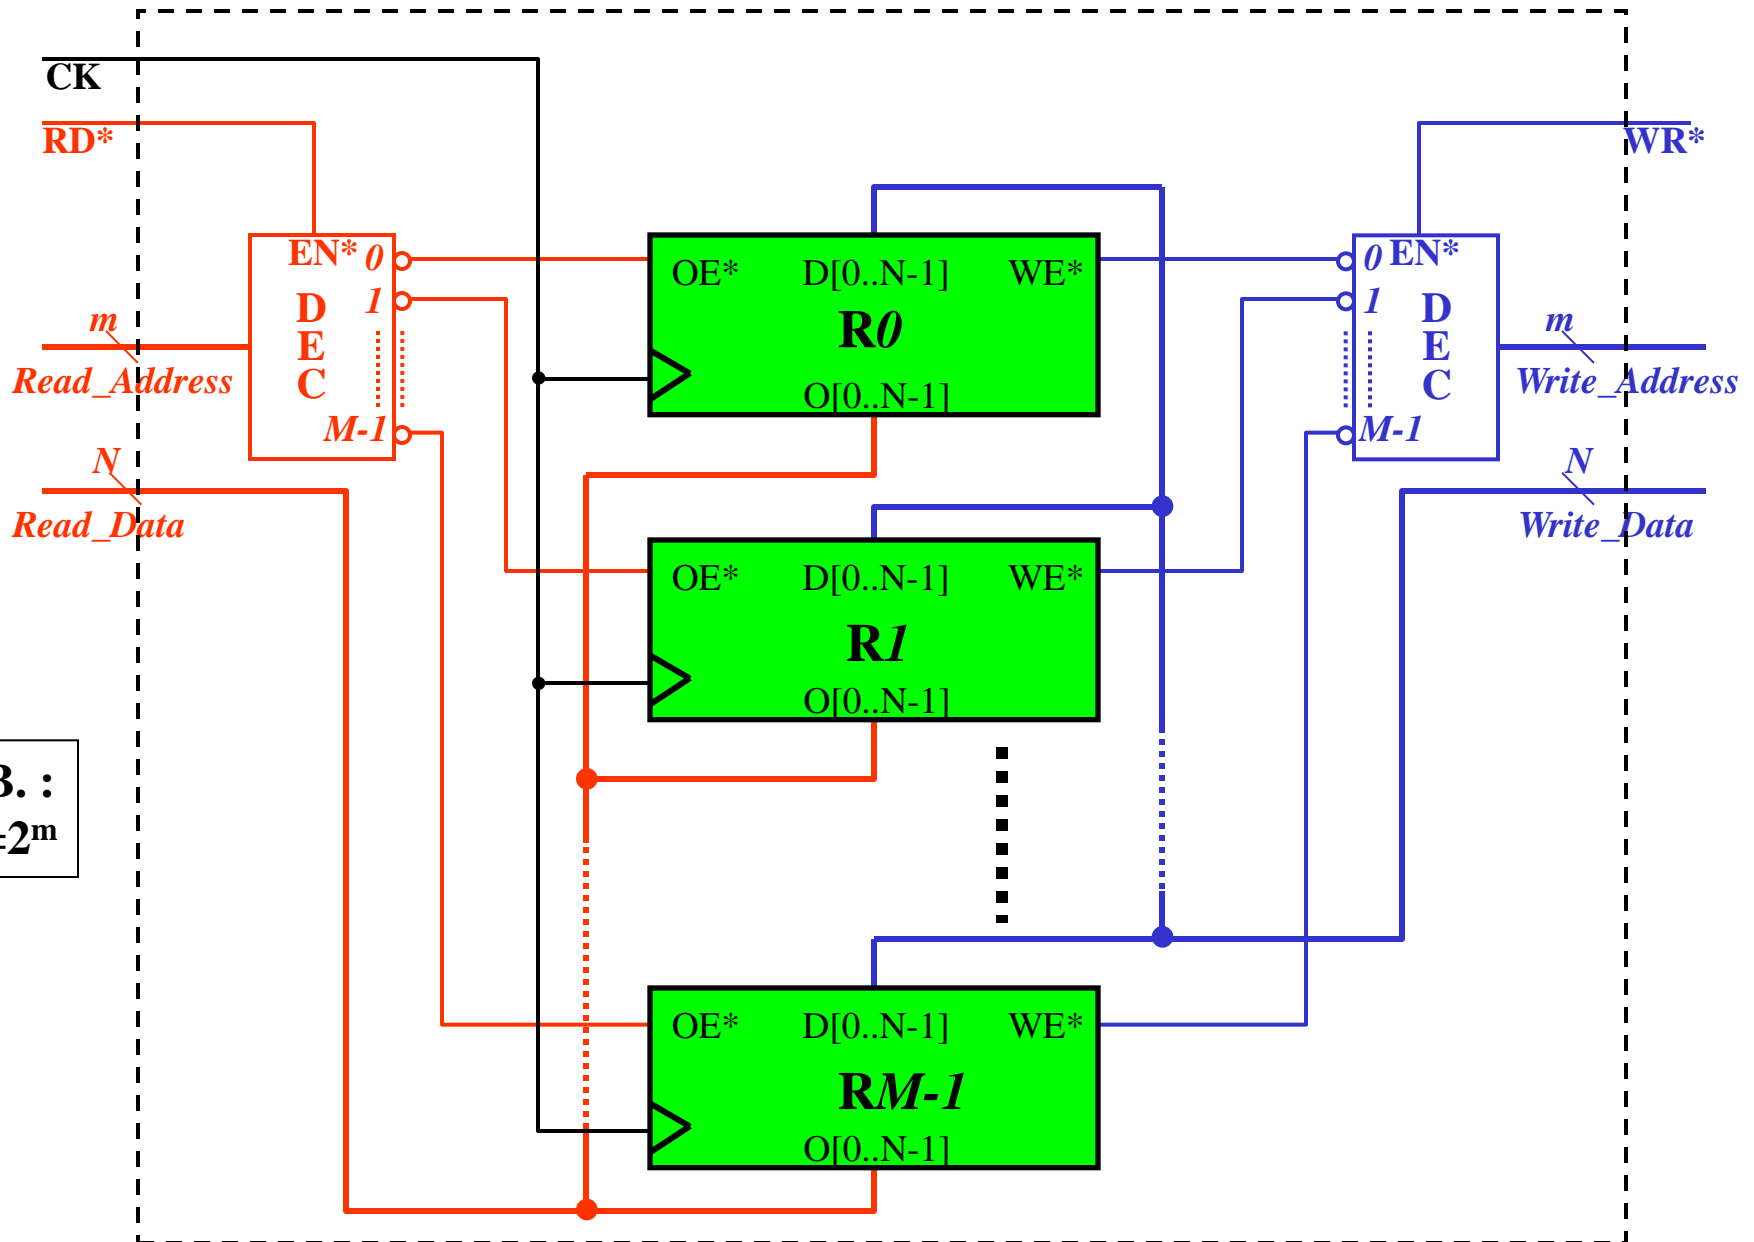 CK
RD*
WR*
EN* 0
1
D
E
C
M-1
m
Read_Address
N
Read_Data
OE* D[0..N-1] WE*
R0
O[0..N-1]
OE* D[0..N-1] WE*
R1
O[0..N-1]
OE* D[0..N-1] WE*
RM-1
O[0..N-1]
0 EN*
1
D
E
C
M-1
m
Write_Address
N
Write_Data
B. :
=2ᵐ